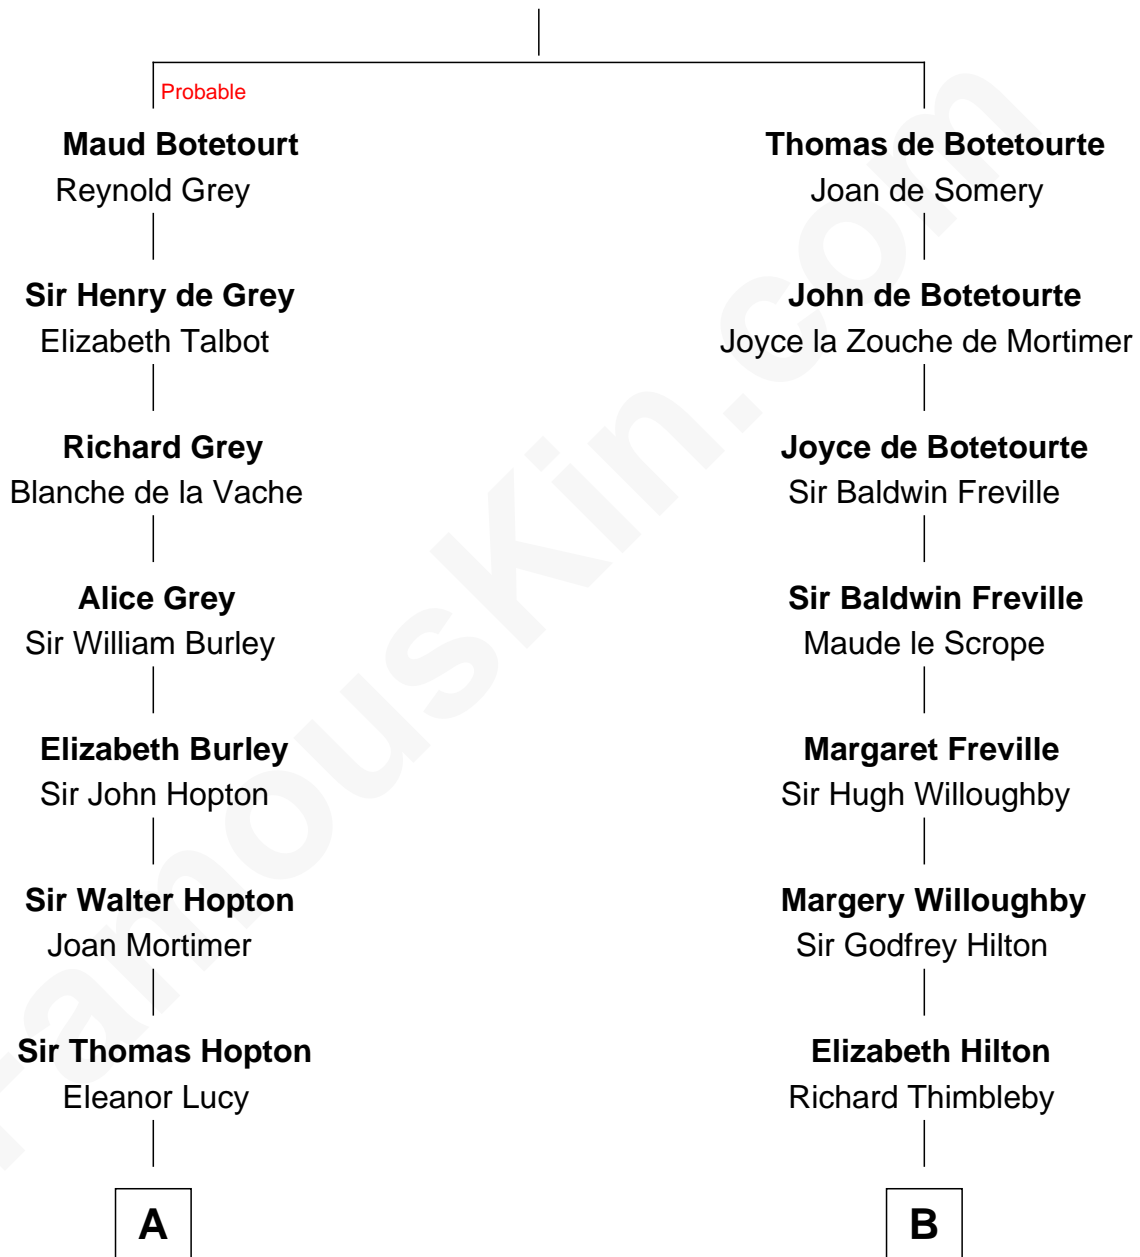 Probable
Maud Botetourt
Reynold Grey
Sir Henry de Grey
Elizabeth Talbot
Richard Grey
Blanche de la Vache
Alice Grey
Sir William Burley
Elizabeth Burley
Sir John Hopton
Sir Walter Hopton
Joan Mortimer
Sir Thomas Hopton
Eleanor Lucy
A
Thomas de Botetourte
Joan de Somery
John de Botetourte
Joyce la Zouche de Mortimer
Joyce de Botetourte
Sir Baldwin Freville
Sir Baldwin Freville
Maude le Scrope
Margaret Freville
Sir Hugh Willoughby
Margery Willoughby
Sir Godfrey Hilton
Elizabeth Hilton
Richard Thimbleby
B
FamousKin.com